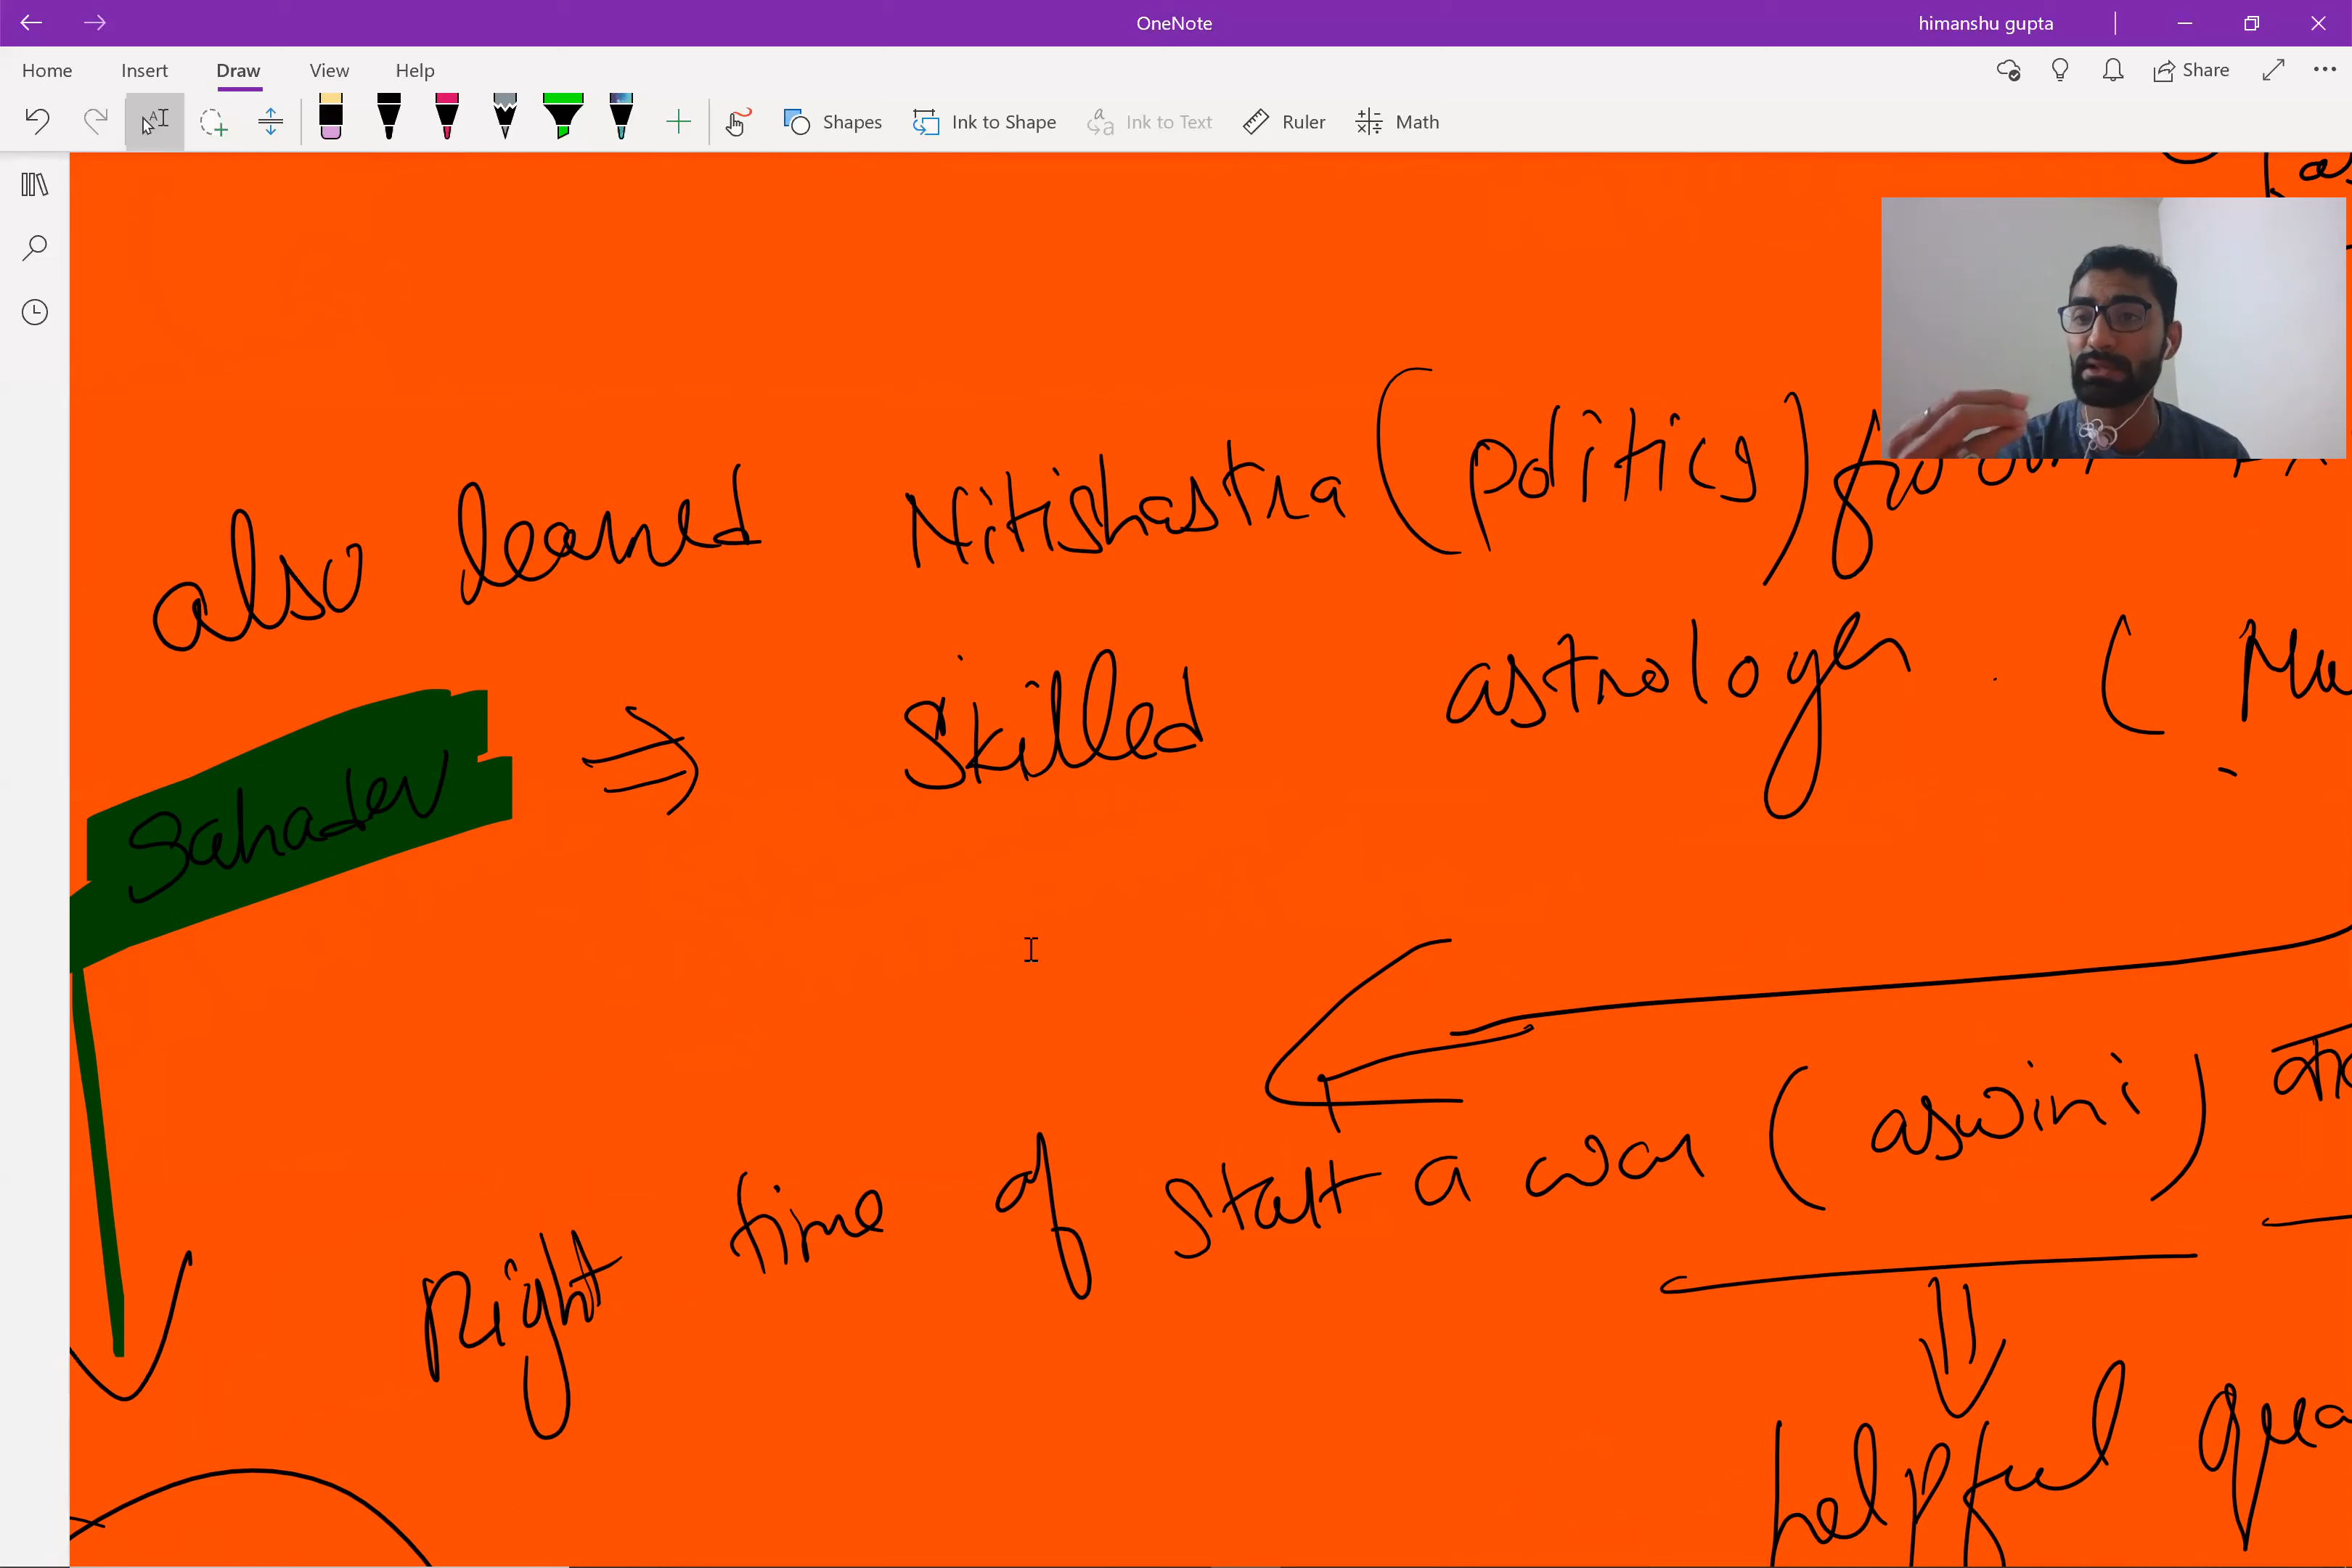 OneNote
himanshu gupta
Home Insert Draw View Help
Share
Shapes Ink to Shape Ink to Text Ruler Math
also learned Nitishastra (politics)
Sahadev ⇒ Skilled astrologer (
Right time of start a war (aswini)
helpful